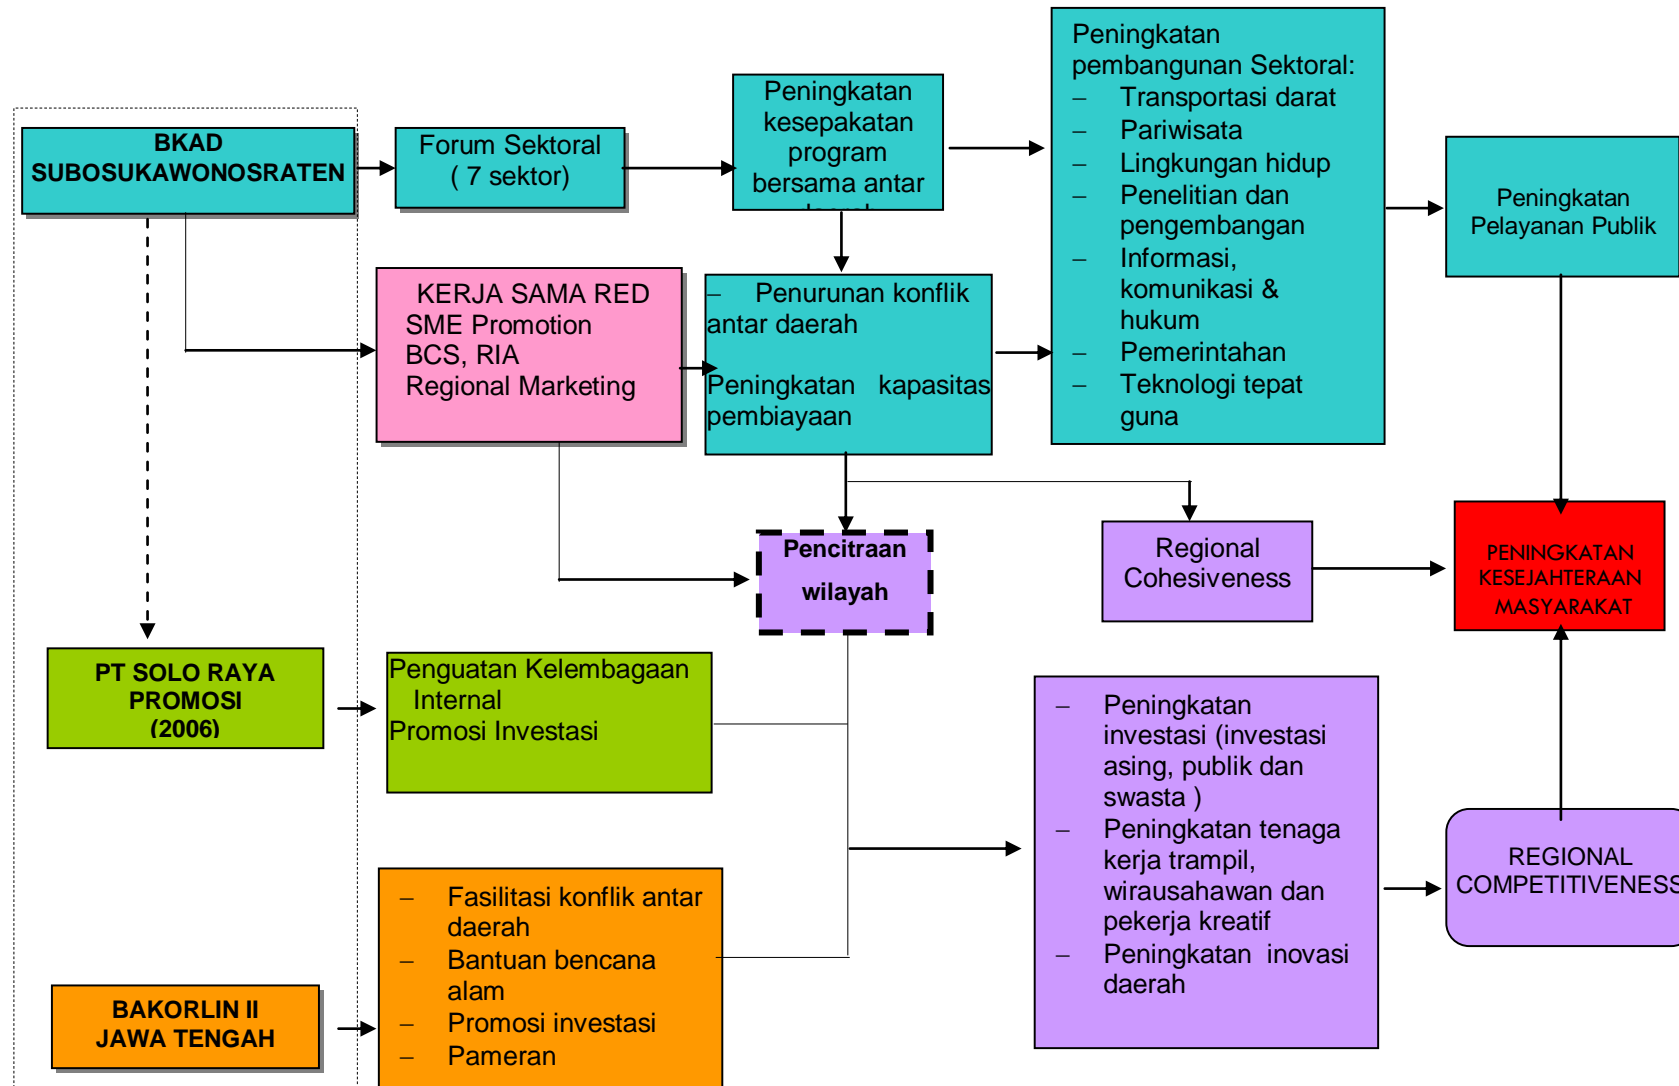 BKAD
SUBOSUKAWONOSRATEN
Forum Sektoral
( 7 sektor)
Peningkatan
kesepakatan
program
bersama antar
Peningkatan
pembangunan Sektoral:
– Transportasi darat
– Pariwisata
– Lingkungan hidup
– Penelitian dan
pengembangan
– Informasi,
komunikasi &
hukum
– Pemerintahan
– Teknologi tepat
guna
Peningkatan
Pelayanan Publik
KERJA SAMA RED
SME Promotion
BCS, RIA
Regional Marketing
– Penurunan konflik
antar daerah
Peningkatan kapasitas
pembiayaan
Pencitraan
wilayah
Regional
Cohesiveness
PENINGKATAN
KESEJAHTERAAN
MASYARAKAT
PT SOLO RAYA
PROMOSI
(2006)
Penguatan Kelembagaan
Internal
Promosi Investasi
– Peningkatan
investasi (investasi
asing, publik dan
swasta )
– Peningkatan tenaga
kerja trampil,
wirausahawan dan
pekerja kreatif
– Peningkatan inovasi
daerah
REGIONAL
COMPETITIVENESS
BAKORLIN II
JAWA TENGAH
– Fasilitasi konflik antar
daerah
– Bantuan bencana
alam
– Promosi investasi
– Pameran